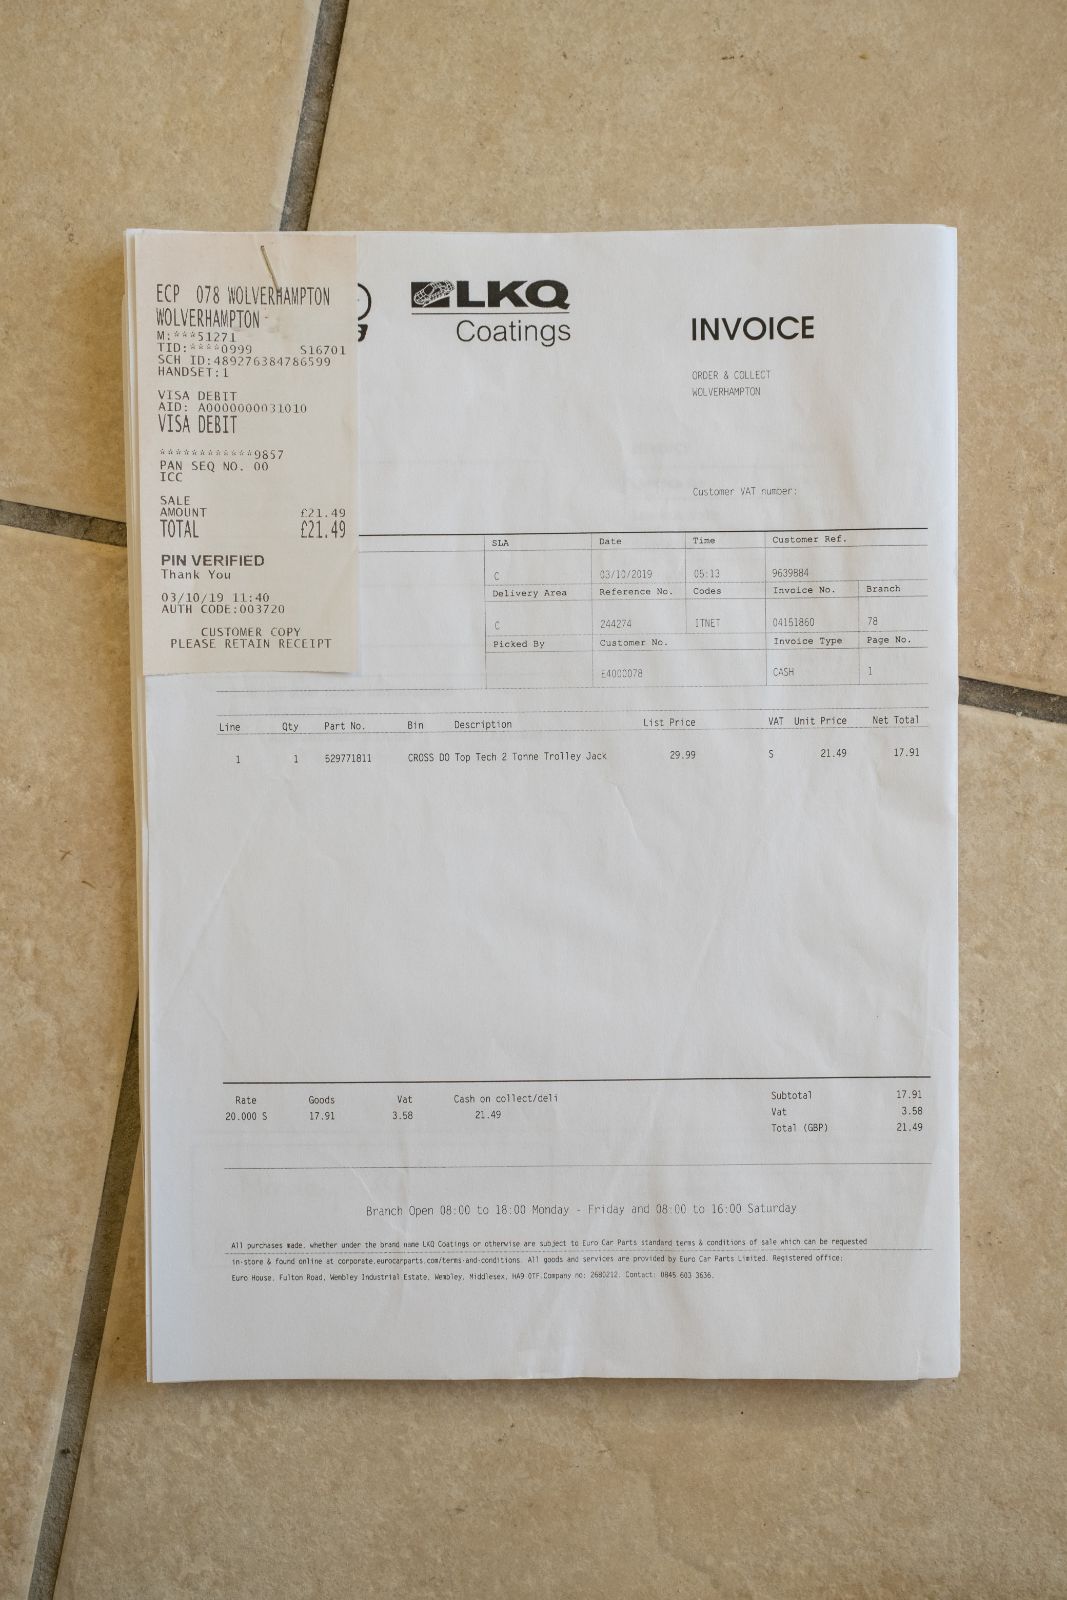 ECP 078 WOLVERHAMPTON
WOLVERHAMPTON
M:***51271
TID:****0999 S16701
SCH ID:489276384786599
HANDSET:1
VISA DEBIT
AID: A0000000031010
VISA DEBIT
************9857
PAN SEQ NO. 00
ICC
SALE
AMOUNT £21.49
TOTAL £21.49
PIN VERIFIED
Thank You
03/10/19 11:40
AUTH CODE:003720
CUSTOMER COPY
PLEASE RETAIN RECEIPT
LKQ
Coatings
INVOICE
ORDER & COLLECT
WOLVERHAMPTON
Customer VAT number:
SLA Date Time Customer Ref.
C 03/10/2019 05:13 9639884
Delivery Area Reference No. Codes Invoice No. Branch
C 244274 ITNET 04151860 78
Picked By Customer No. Invoice Type Page No.
E4000078 CASH 1
Line Qty Part No. Bin Description List Price VAT Unit Price Net Total
1 1 529771811 CROSS DO Top Tech 2 Tonne Trolley Jack 29.99 S 21.49 17.91
Rate Goods Vat Cash on collect/deli Subtotal 17.91
20.000 S 17.91 3.58 21.49 Vat 3.58
Total (GBP) 21.49
Branch Open 08:00 to 18:00 Monday - Friday and 08:00 to 16:00 Saturday
All purchases made, whether under the brand name LKQ Coatings or otherwise are subject to Euro Car Parts standard terms & conditions of sale which can be requested
in-store & found online at corporate.eurocarparts.com/terms-and-conditions. All goods and services are provided by Euro Car Parts Limited. Registered office:
Euro House, Fulton Road, Wembley Industrial Estate, Wembley, Middlesex, HA9 0TF.Company no: 2680212. Contact: 0845 603 3636.